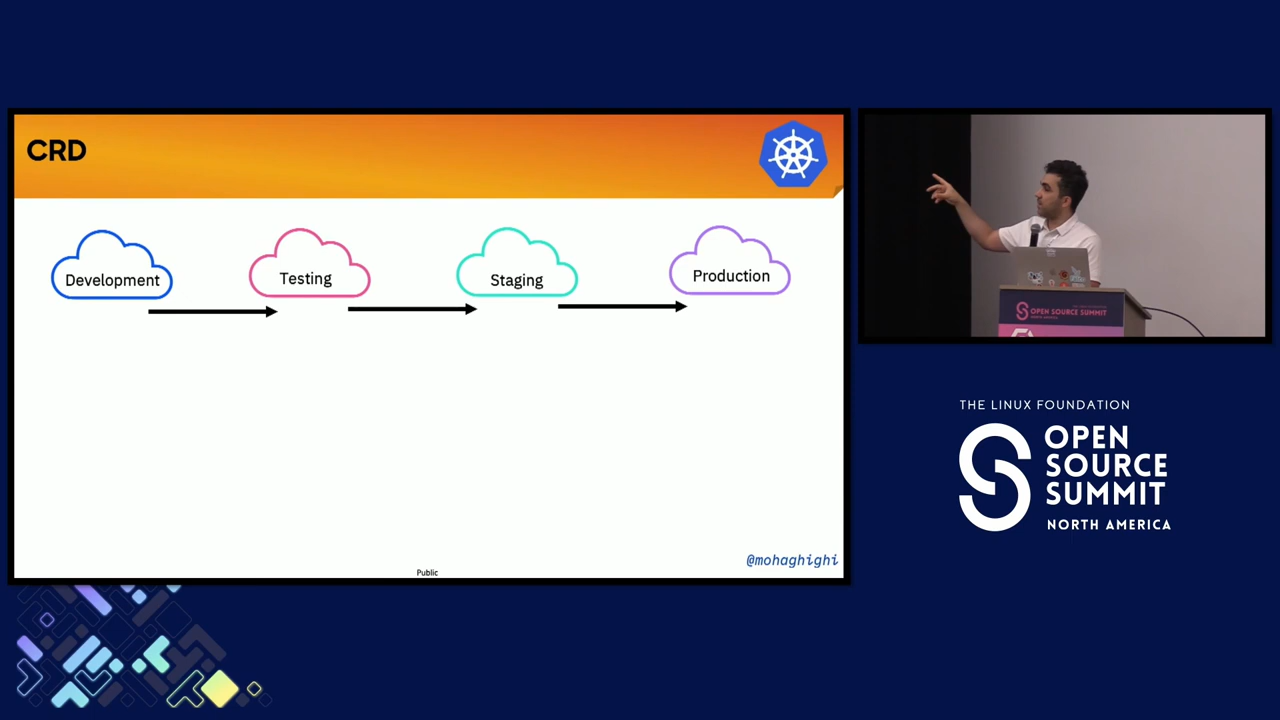 CRD
Development
Testing
Staging
Production
@mohaghighi
Public
OPEN SOURCE SUMMIT
THE LINUX FOUNDATION
OPEN
SOURCE
SUMMIT
NORTH AMERICA